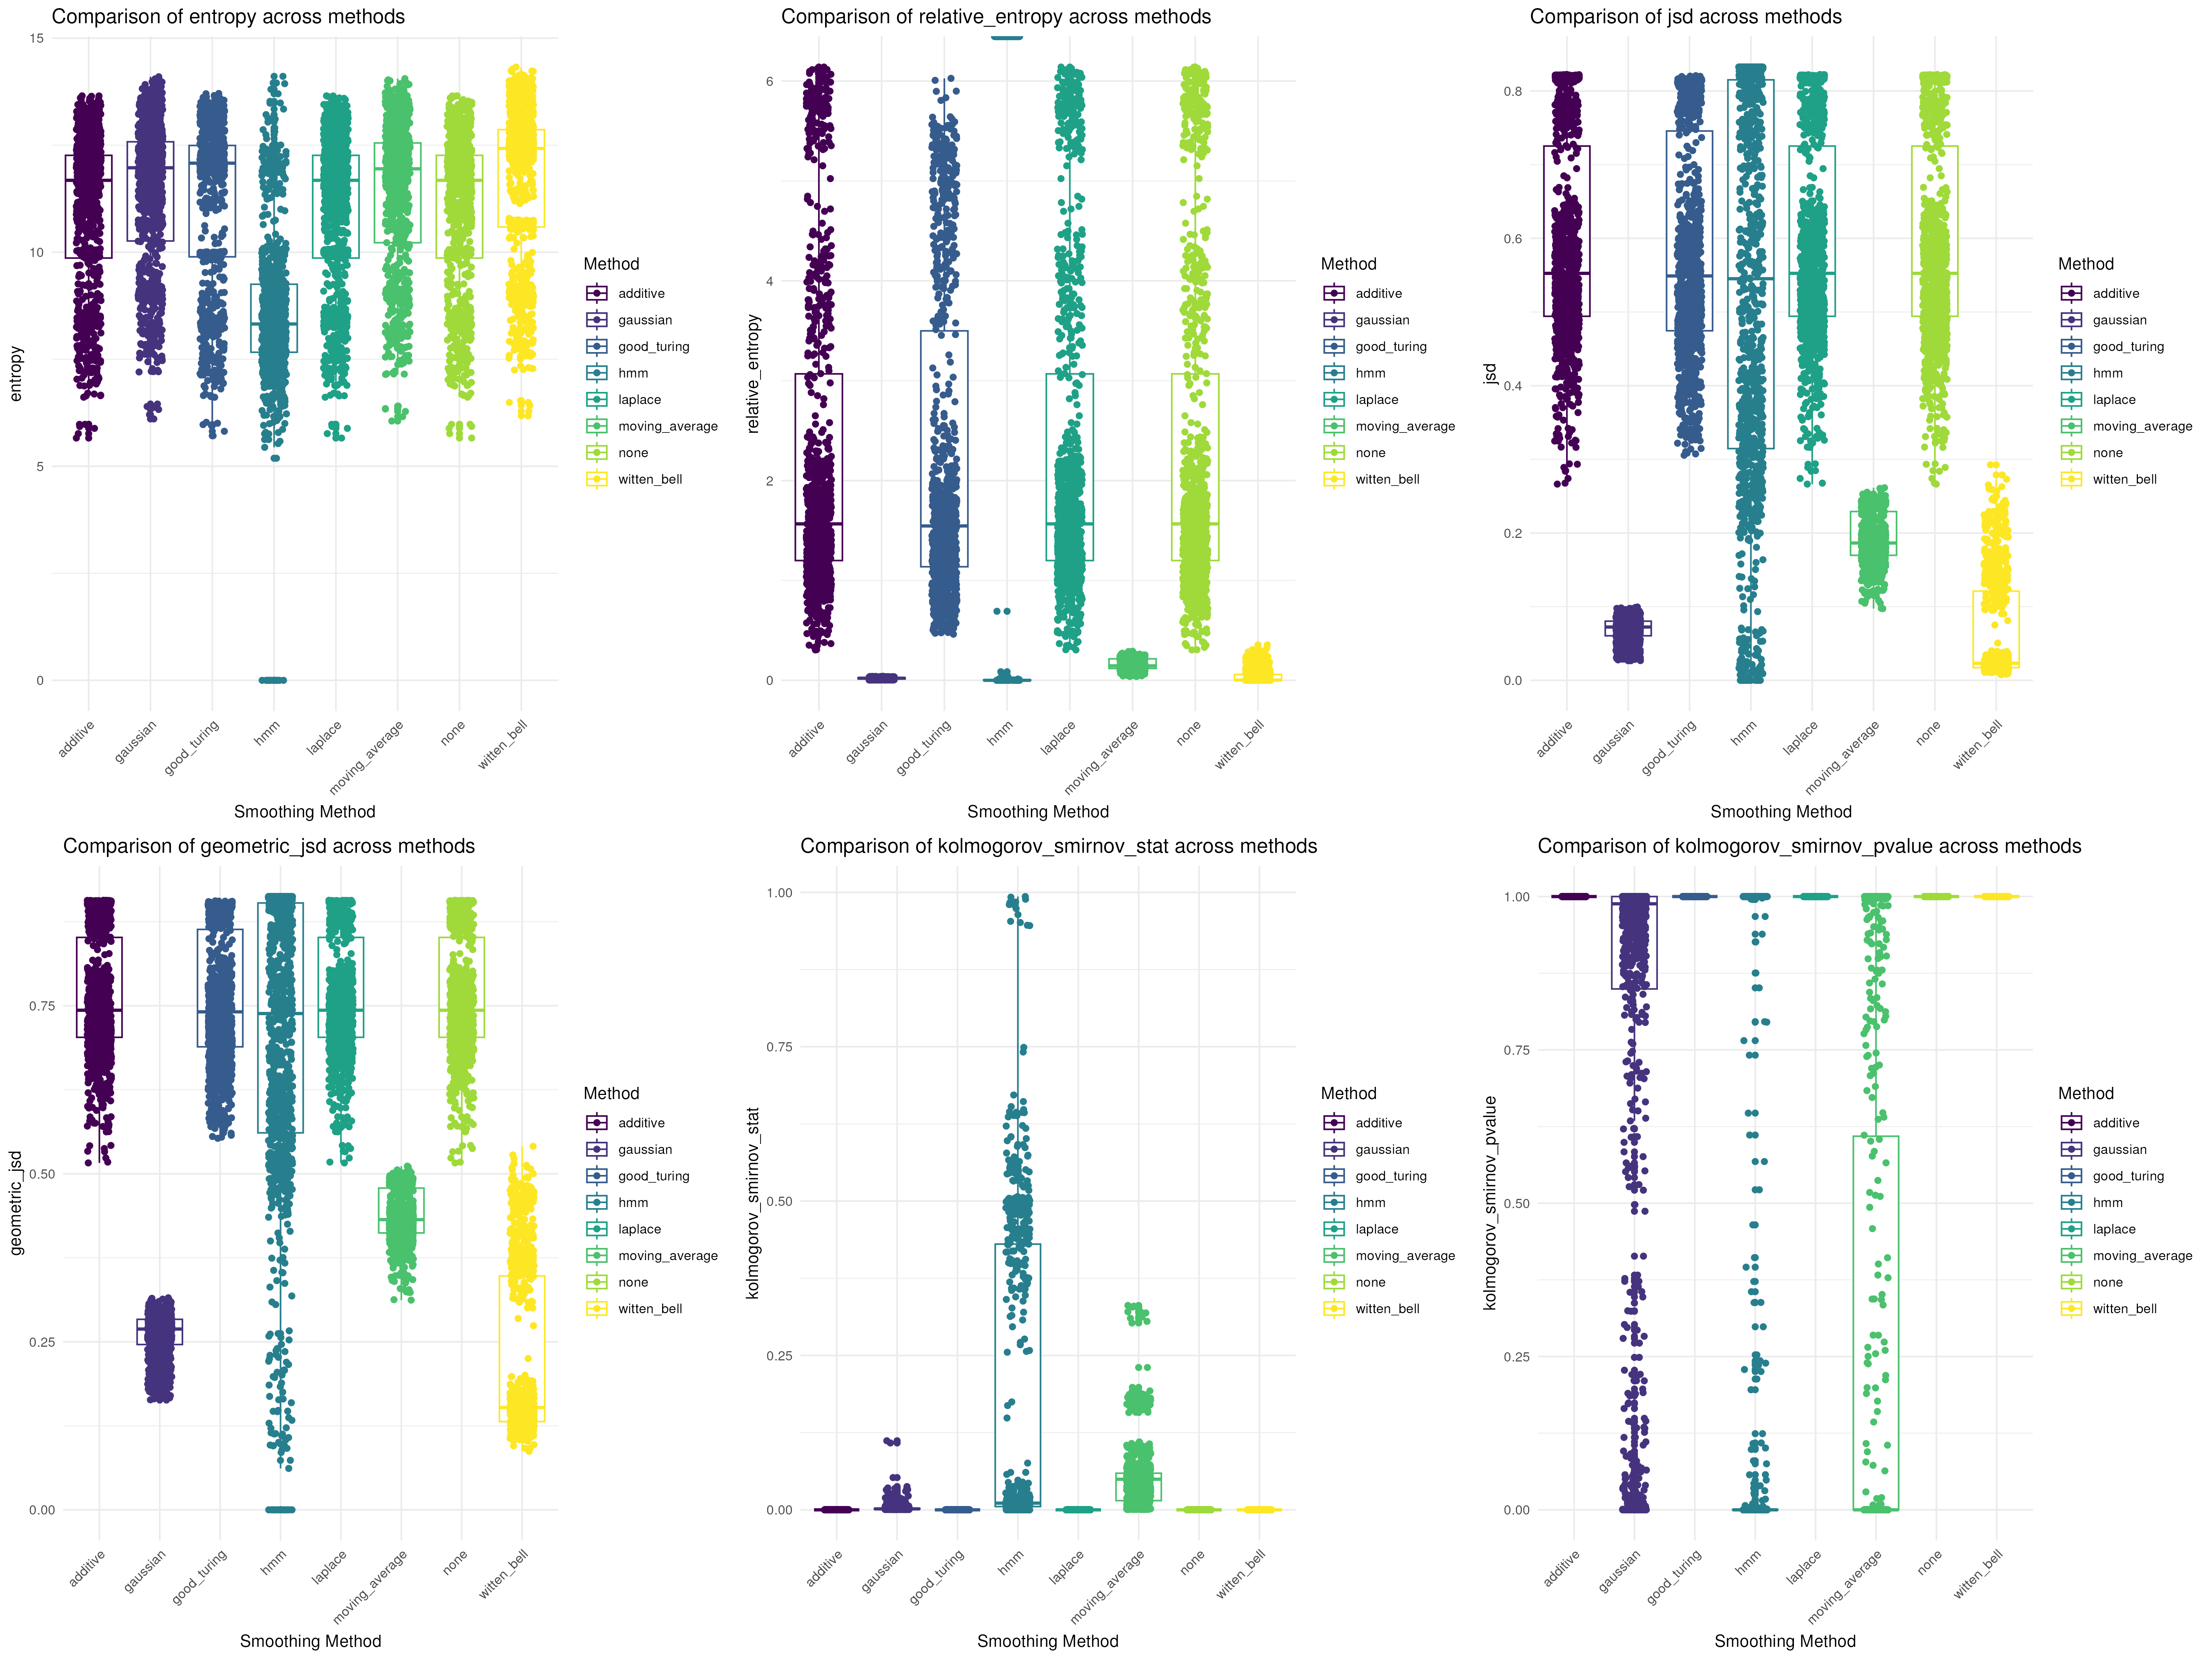 Comparison of entropy across methods
15
10
5
0
entropy
additive
gaussian
good_turing
hmm
laplace
moving_average
none
witten_bell
Smoothing Method
Method
additive
gaussian
good_turing
hmm
laplace
moving_average
none
witten_bell
Comparison of relative_entropy across methods
6
4
2
0
relative_entropy
additive
gaussian
good_turing
hmm
laplace
moving_average
none
witten_bell
Smoothing Method
Method
additive
gaussian
good_turing
hmm
laplace
moving_average
none
witten_bell
Comparison of jsd across methods
0.8
0.6
0.4
0.2
0.0
jsd
additive
gaussian
good_turing
hmm
laplace
moving_average
none
witten_bell
Smoothing Method
Method
additive
gaussian
good_turing
hmm
laplace
moving_average
none
witten_bell
Comparison of geometric_jsd across methods
0.75
0.50
0.25
0.00
geometric_jsd
additive
gaussian
good_turing
hmm
laplace
moving_average
none
witten_bell
Smoothing Method
Method
additive
gaussian
good_turing
hmm
laplace
moving_average
none
witten_bell
Comparison of kolmogorov_smirnov_stat across methods
1.00
0.75
0.50
0.25
0.00
kolmogorov_smirnov_stat
additive
gaussian
good_turing
hmm
laplace
moving_average
none
witten_bell
Smoothing Method
Method
additive
gaussian
good_turing
hmm
laplace
moving_average
none
witten_bell
Comparison of kolmogorov_smirnov_pvalue across methods
1.00
0.75
0.50
0.25
0.00
kolmogorov_smirnov_pvalue
additive
gaussian
good_turing
hmm
laplace
moving_average
none
witten_bell
Smoothing Method
Method
additive
gaussian
good_turing
hmm
laplace
moving_average
none
witten_bell